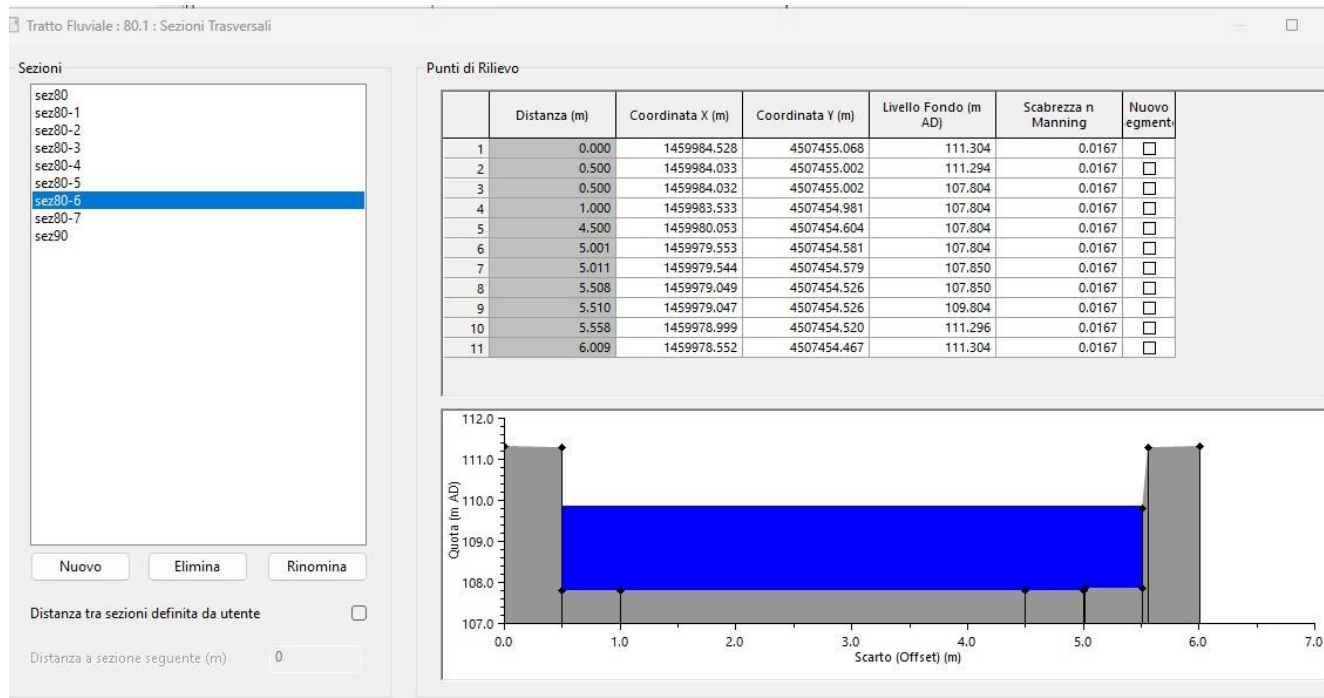 Tratto Fluviale : 80.1 : Sezioni Trasversali
Sezioni
sez80
sez80-1
sez80-2
sez80-3
sez80-4
sez80-5
sez80-6
sez80-7
sez90
Nuovo Elimina Rinomina
Distanza tra sezioni definita da utente
Distanza a sezione seguente (m) 0
Punti di Rilievo
Distanza (m) Coordinata X (m) Coordinata Y (m) Livello Fondo (m AD) Scabrezza n Manning Nuovo egment
1 0.000 1459984.528 4507455.068 111.304 0.0167
2 0.500 1459984.033 4507455.002 111.294 0.0167
3 0.500 1459984.032 4507455.002 107.804 0.0167
4 1.000 1459983.533 4507454.981 107.804 0.0167
5 4.500 1459980.053 4507454.604 107.804 0.0167
6 5.001 1459979.553 4507454.581 107.804 0.0167
7 5.011 1459979.544 4507454.579 107.850 0.0167
8 5.508 1459979.049 4507454.526 107.850 0.0167
9 5.510 1459979.047 4507454.526 109.804 0.0167
10 5.558 1459978.999 4507454.520 111.296 0.0167
11 6.009 1459978.552 4507454.467 111.304 0.0167
Quota (m AD)
112.0
111.0
110.0
109.0
108.0
107.0
0.0 1.0 2.0 3.0 4.0 5.0 6.0 7.0
Scarto (Offset) (m)